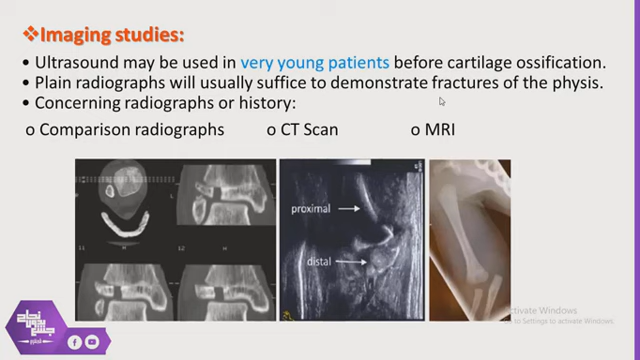 ❖Imaging studies:
• Ultrasound may be used in very young patients before cartilage ossification.
• Plain radiographs will usually suffice to demonstrate fractures of the physis.
• Concerning radiographs or history:
o Comparison radiographs o CT Scan o MRI
proximal
distal
11
12
H
H
L
Activate Windows
Go to Settings to activate Windows.